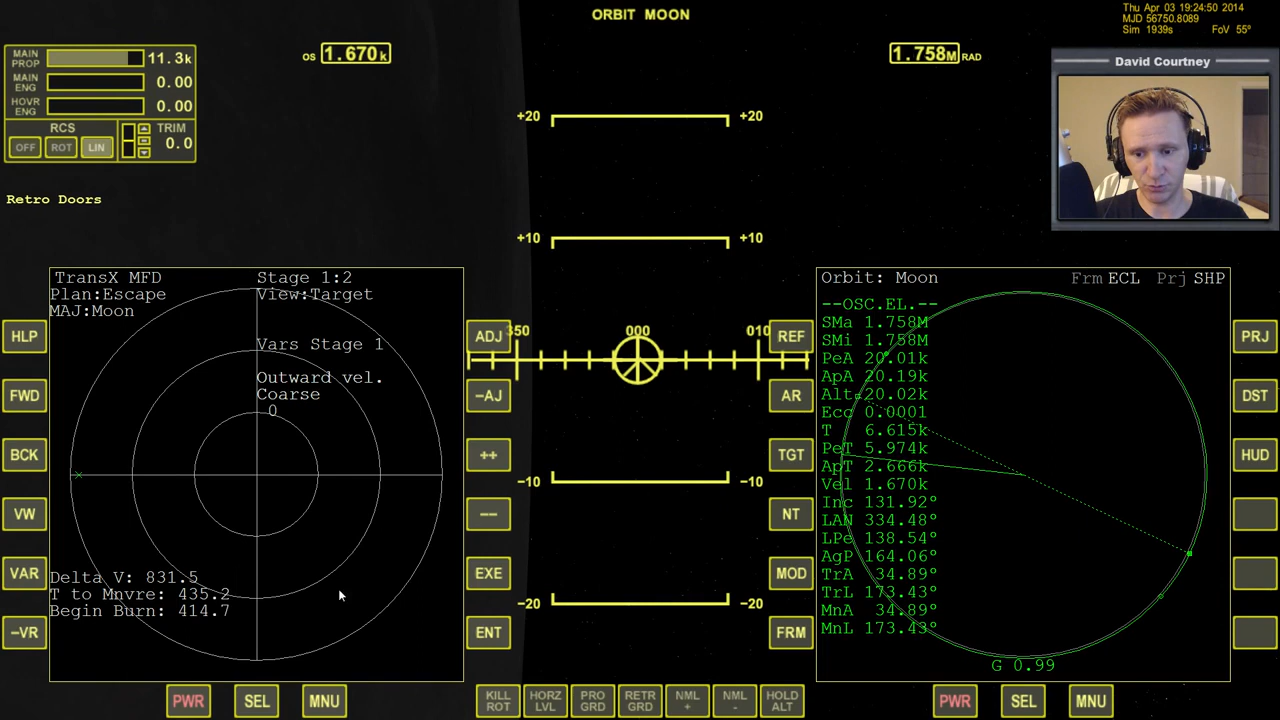 ORBIT MOON
Thu Apr 03 19:24:50 2014
MJD 56750.8089
Sim 1939s FoV 55°
MAIN PROP 11.3k
MAIN ENG 0.00
HOVR ENG 0.00
RCS TRIM
OFF ROT LIN 0.0
OS 1.670k
1.758M RAD
David Courtney
Retro Doors
+20 +20
+10 +10
350 000 010
-10 -10
-20 -20
TransX MFD Stage 1:2
Plan:Escape View:Target
MAJ:Moon
Vars Stage 1
Outward vel.
Coarse
0
Delta V: 831.5
T to Mnvre: 435.2
Begin Burn: 414.7
HLP
FWD
BCK
VW
VAR
-VR
ADJ
-AJ
++
--
EXE
ENT
PWR SEL MNU
KILL ROT
HORZ LVL
PRO GRD
RETR GRD
NML +
NML -
HOLD ALT
REF
AR
TGT
NT
MOD
FRM
Orbit: Moon Frm ECL Prj SHP
--OSC.EL.--
SMa 1.758M
SMi 1.758M
PeA 20.01k
ApA 20.19k
Alt 20.02k
Ecc 0.0001
T 6.615k
PeT 5.974k
ApT 2.666k
Vel 1.670k
Inc 131.92°
LAN 334.48°
LPe 138.54°
AgP 164.06°
TrA 34.89°
TrL 173.43°
MnA 34.89°
MnL 173.43°
G 0.99
PRJ
DST
HUD
PWR SEL MNU